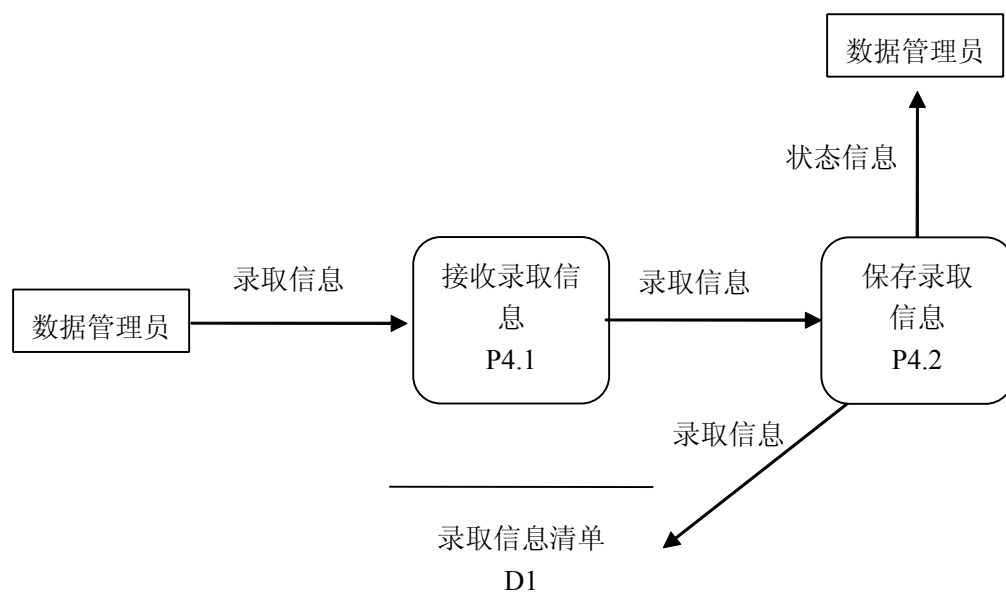 数据管理员
状态信息
录取信息
接收录取信
息
P4.1
录取信息
保存录取
信息
P4.2
数据管理员
录取信息
录取信息清单
D1